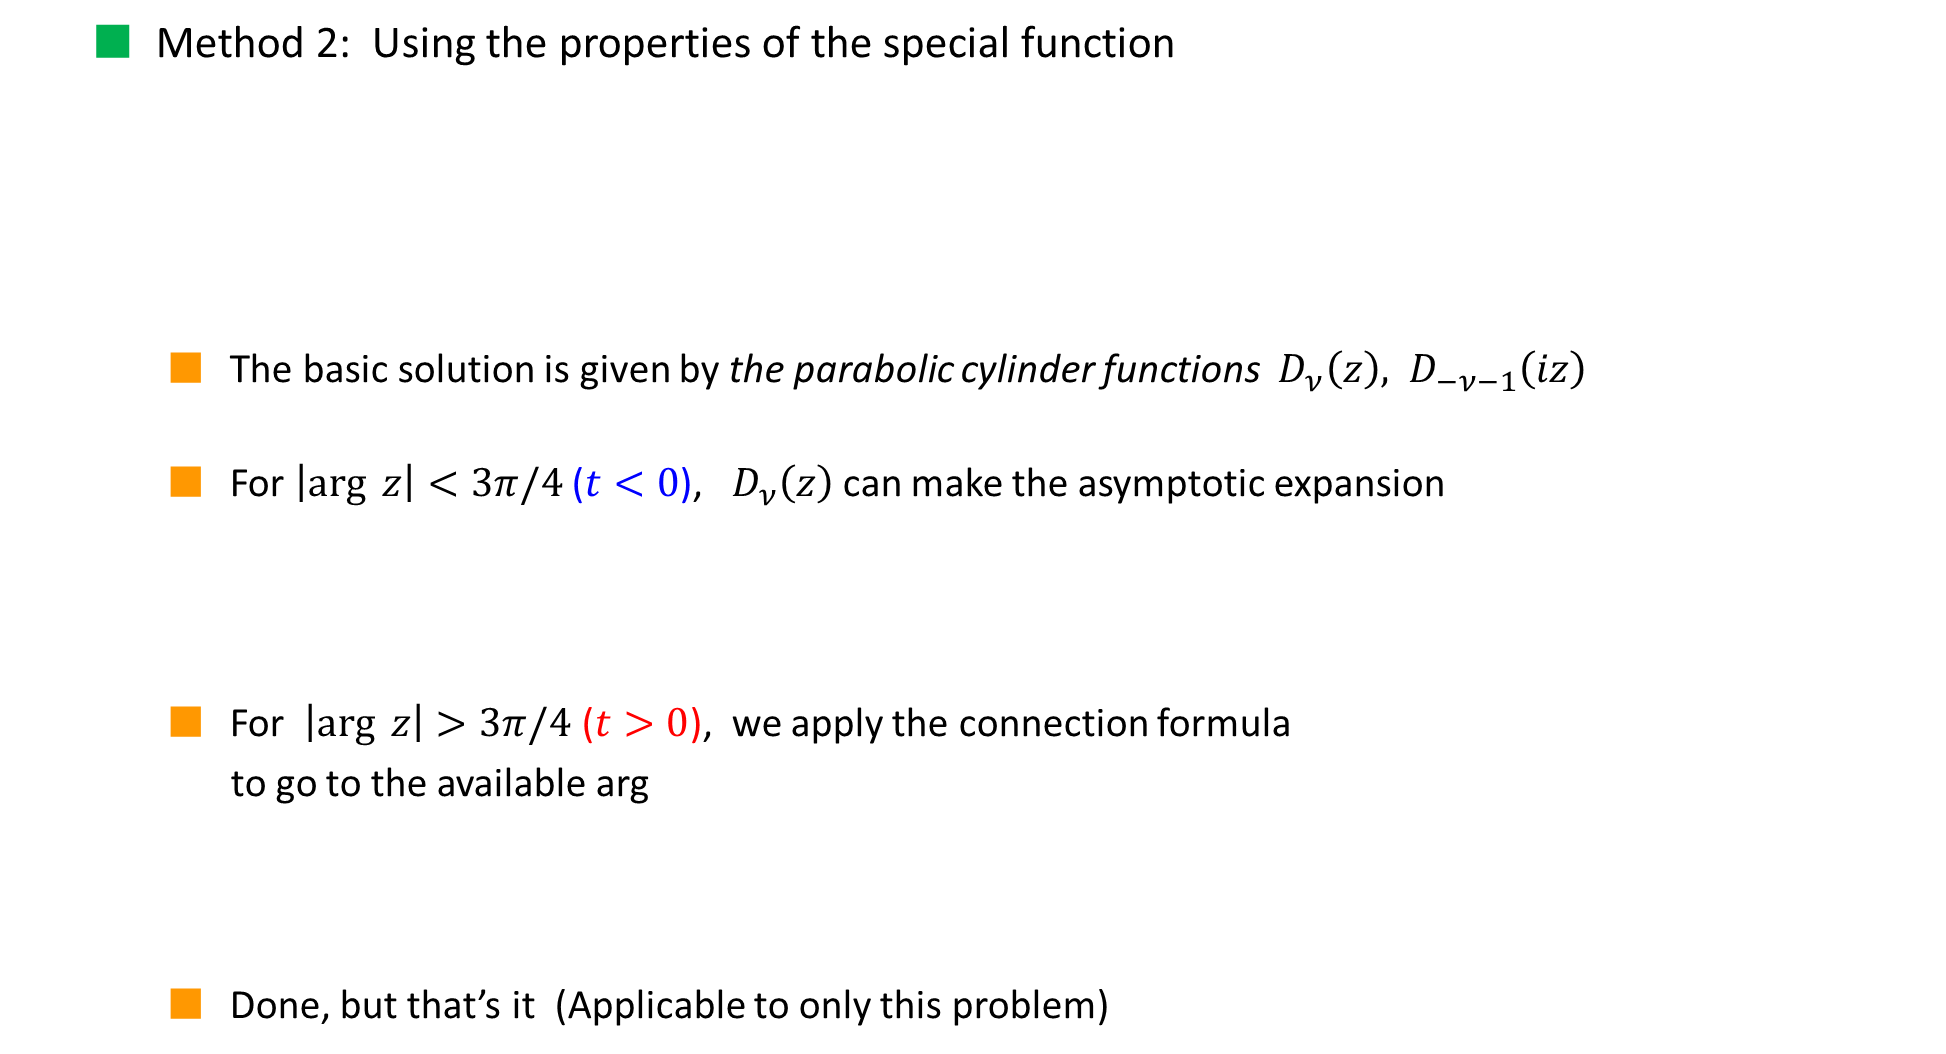 Method 2: Using the properties of the special function
The basic solution is given by the parabolic cylinder functions D_ν(z), D_{−ν−1}(iz)
For |arg z| < 3π/4 (t < 0), D_ν(z) can make the asymptotic expansion
For |arg z| > 3π/4 (t > 0), we apply the connection formula
to go to the available arg
Done, but that’s it (Applicable to only this problem)